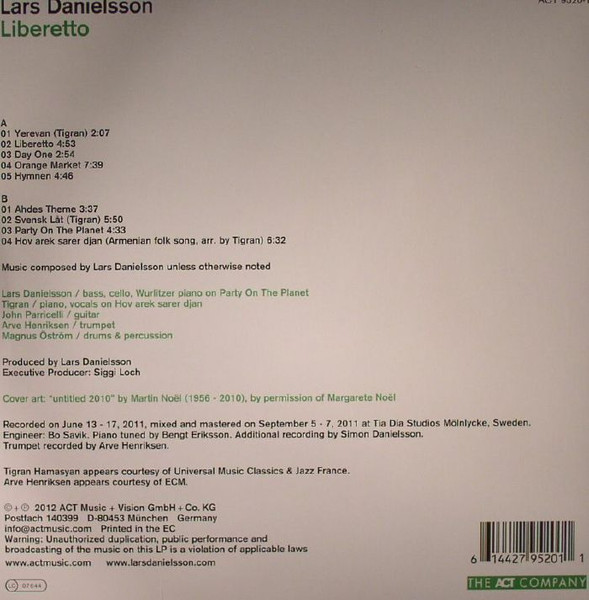 Lars Danielsson
Liberetto
A
01 Yerevan (Tigran) 2:07
02 Liberetto 4:53
03 Day One 2:54
04 Orange Market 7:39
05 Hymnen 4:46
B
01 Ahdes Theme 3:37
02 Svensk Låt (Tigran) 5:50
03 Party On The Planet 4:33
04 Hov arek sarer djan (Armenian folk song, arr. by Tigran) 6:32
Music composed by Lars Danielsson unless otherwise noted
Lars Danielsson / bass, cello, Wurlitzer piano on Party On The Planet
Tigran / piano, vocals on Hov arek sarer djan
John Parricelli / guitar
Arve Henriksen / trumpet
Magnus Öström / drums & percussion
Produced by Lars Danielsson
Executive Producer: Siggi Loch
Cover art: "untitled 2010" by Martin Noël (1956 - 2010), by permission of Margarete Noël
Recorded on June 13 - 17, 2011, mixed and mastered on September 5 - 7, 2011 at Tia Dia Studios Mölnlycke, Sweden.
Engineer: Bo Savik. Piano tuned by Bengt Eriksson. Additional recording by Simon Danielsson.
Trumpet recorded by Arve Henriksen.
Tigran Hamasyan appears courtesy of Universal Music Classics & Jazz France.
Arve Henriksen appears courtesy of ECM.
© + ℗ 2012 ACT Music + Vision GmbH + Co. KG
Postfach 140399 D-80453 München Germany
info@actmusic.com Printed in the EC
Warning: Unauthorized duplication, public performance and
broadcasting of the music on this LP is a violation of applicable laws
www.actmusic.com www.larsdanielsson.com
LC 07644
6 14427 95201 1
THE ACT COMPANY